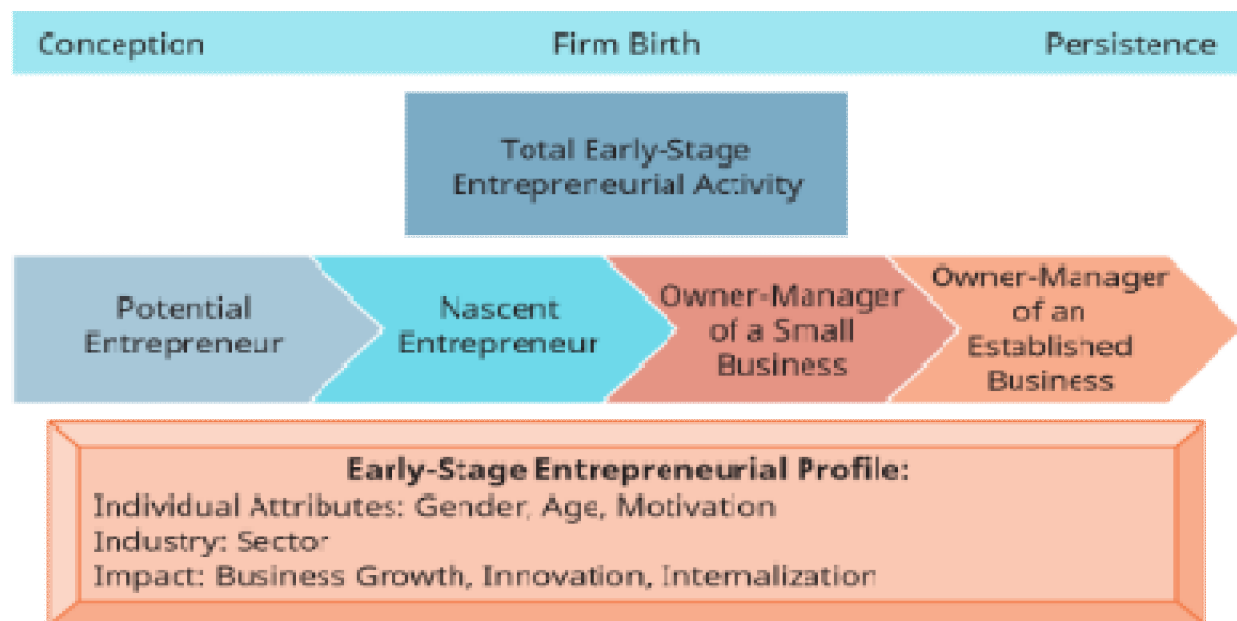 Conception Firm Birth Persistence
Total Early-Stage
Entrepreneurial Activity
Potential
Entrepreneur
Nascent
Entrepreneur
Owner-Manager
of a Small
Business
Owner-Manager
of an
Established
Business
Early-Stage Entrepreneurial Profile:
Individual Attributes: Gender, Age, Motivation
Industry: Sector
Impact: Business Growth, Innovation, Internalization